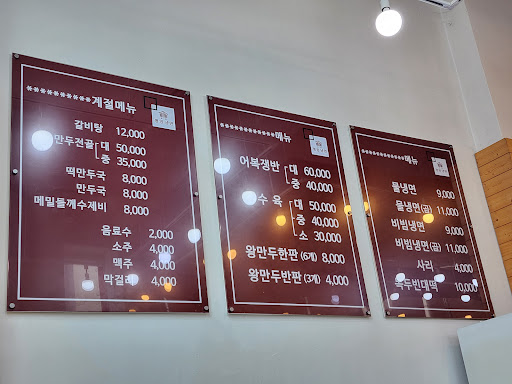 **********계절메뉴
갈비탕 12,000
만두전골 대 50,000
중 35,000
떡만두국 8,000
만두국 8,000
메밀들깨수제비 8,000
음료수 2,000
소주 4,000
맥주 4,000
막걸리 4,000
**********메뉴
어복쟁반 대 60,000
중 40,000
수육 대 50,000
중 40,000
소 30,000
왕만두한판 (6개) 8,000
왕만두반판 (3개) 4,000
**********메뉴
물냉면 9,000
물냉면(곱) 11,000
비빔냉면 9,000
비빔냉면(곱) 11,000
사리 4,000
녹두빈대떡 10,000